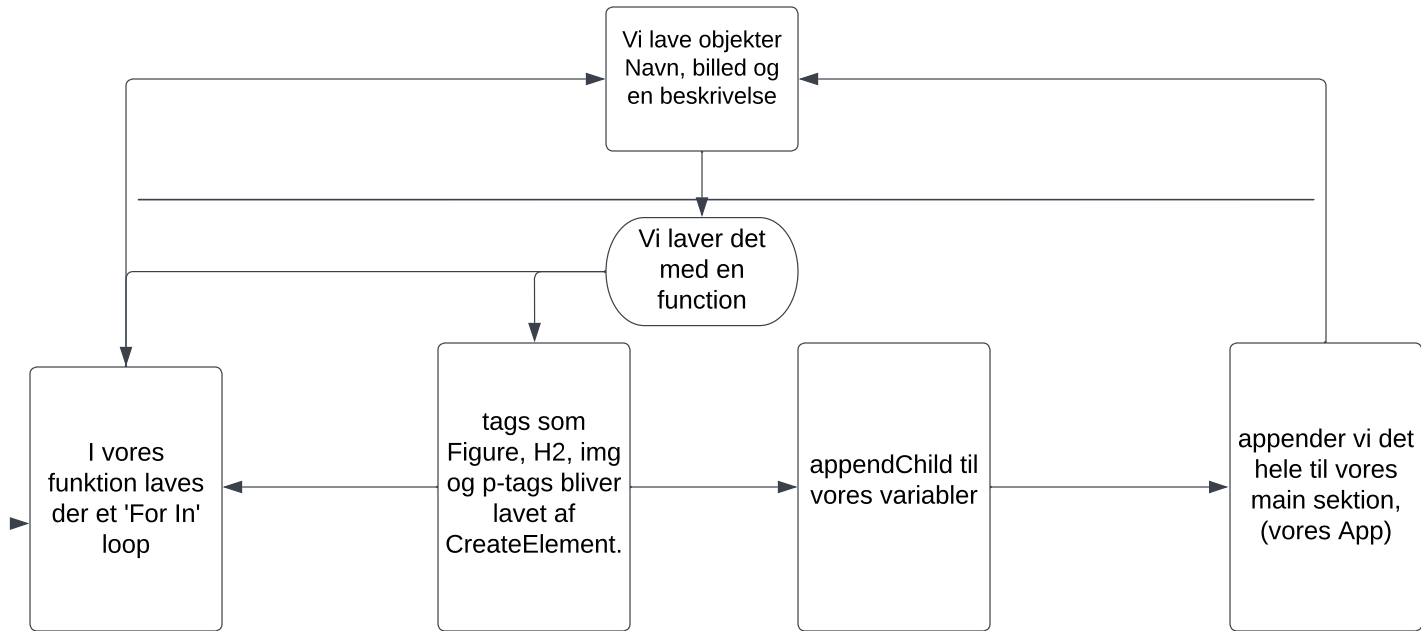 Vi lave objekter
Navn, billed og
en beskrivelse
Vi laver det
med en
function
I vores
funktion laves
der et 'For In'
loop
tags som
Figure, H2, img
og p-tags bliver
lavet af
CreateElement.
appendChild til
vores variabler
appender vi det
hele til vores
main sektion,
(vores App)